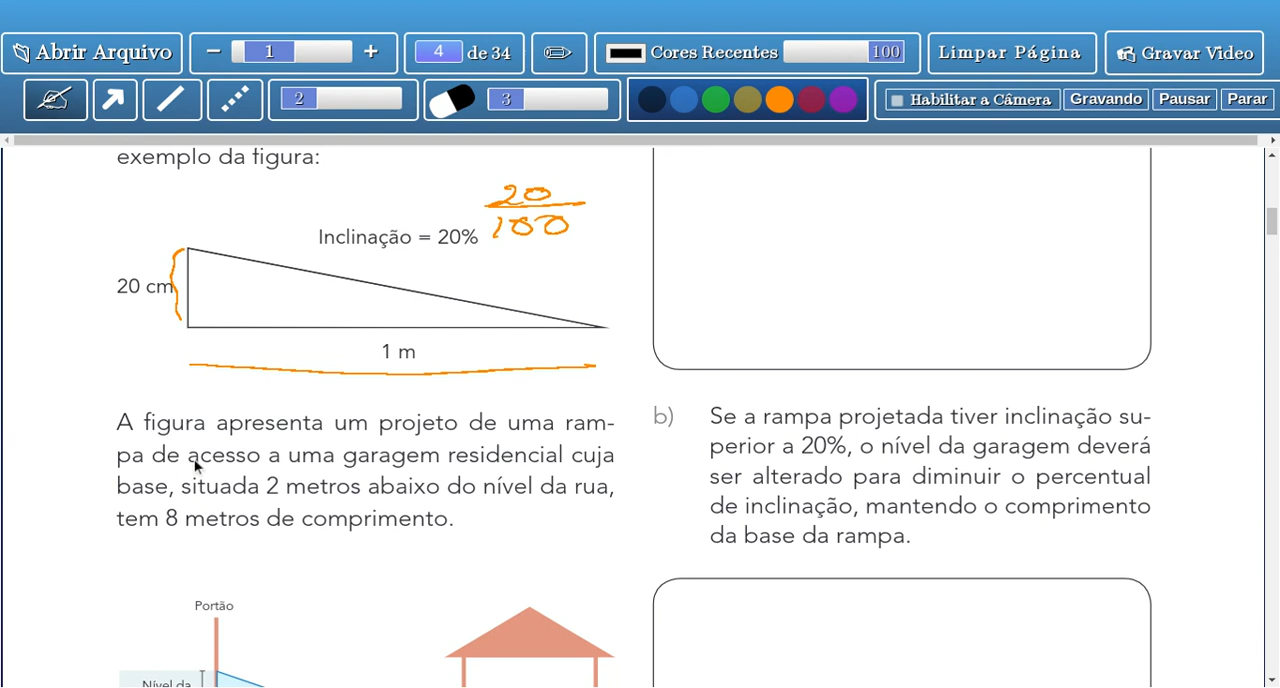 Abrir Arquivo
− 1 +
4 de 34
Cores Recentes 100
Limpar Página
Gravar Video
2
3
Habilitar a Câmera
Gravando
Pausar
Parar
exemplo da figura:
20
100
Inclinação = 20%
20 cm
1 m
A figura apresenta um projeto de uma ram-
pa de acesso a uma garagem residencial cuja
base, situada 2 metros abaixo do nível da rua,
tem 8 metros de comprimento.
Portão
Nível da
b) Se a rampa projetada tiver inclinação su-
perior a 20%, o nível da garagem deverá
ser alterado para diminuir o percentual
de inclinação, mantendo o comprimento
da base da rampa.